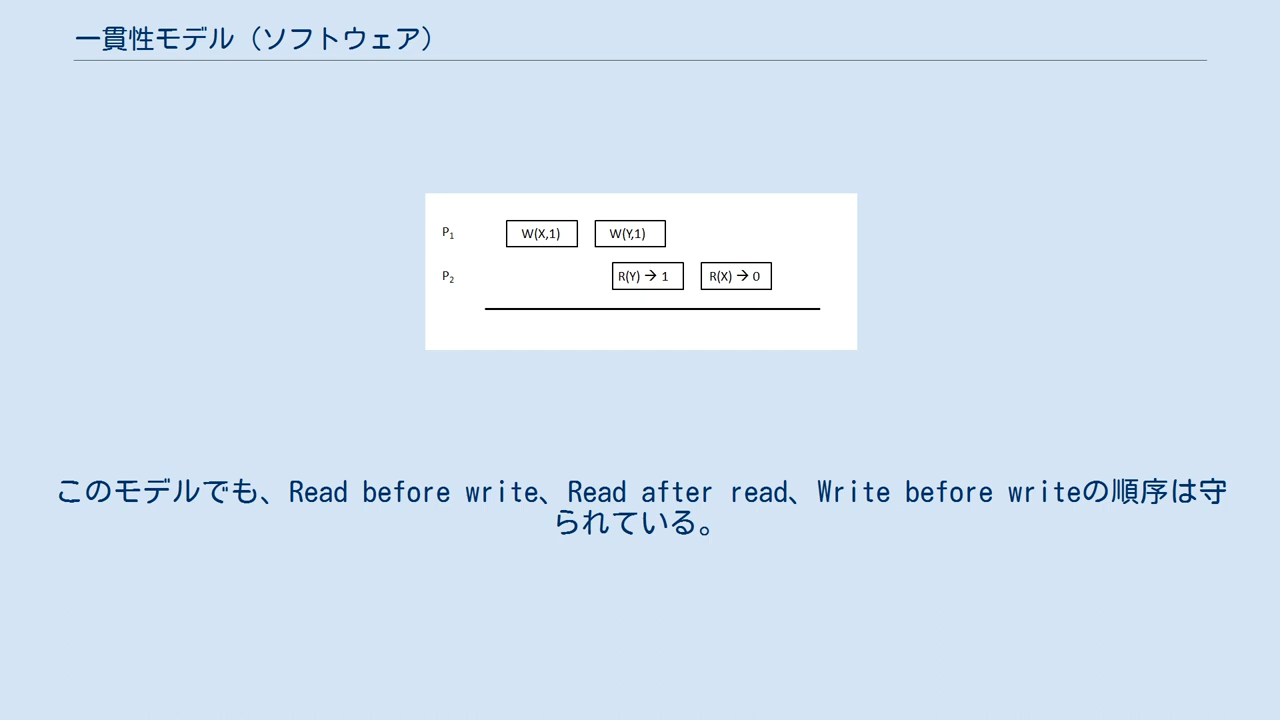 一貫性モデル（ソフトウェア）
P1 W(X,1) W(Y,1)
P2 R(Y) → 1 R(X) → 0
このモデルでも、Read before write、Read after read、Write before writeの順序は守
られている。